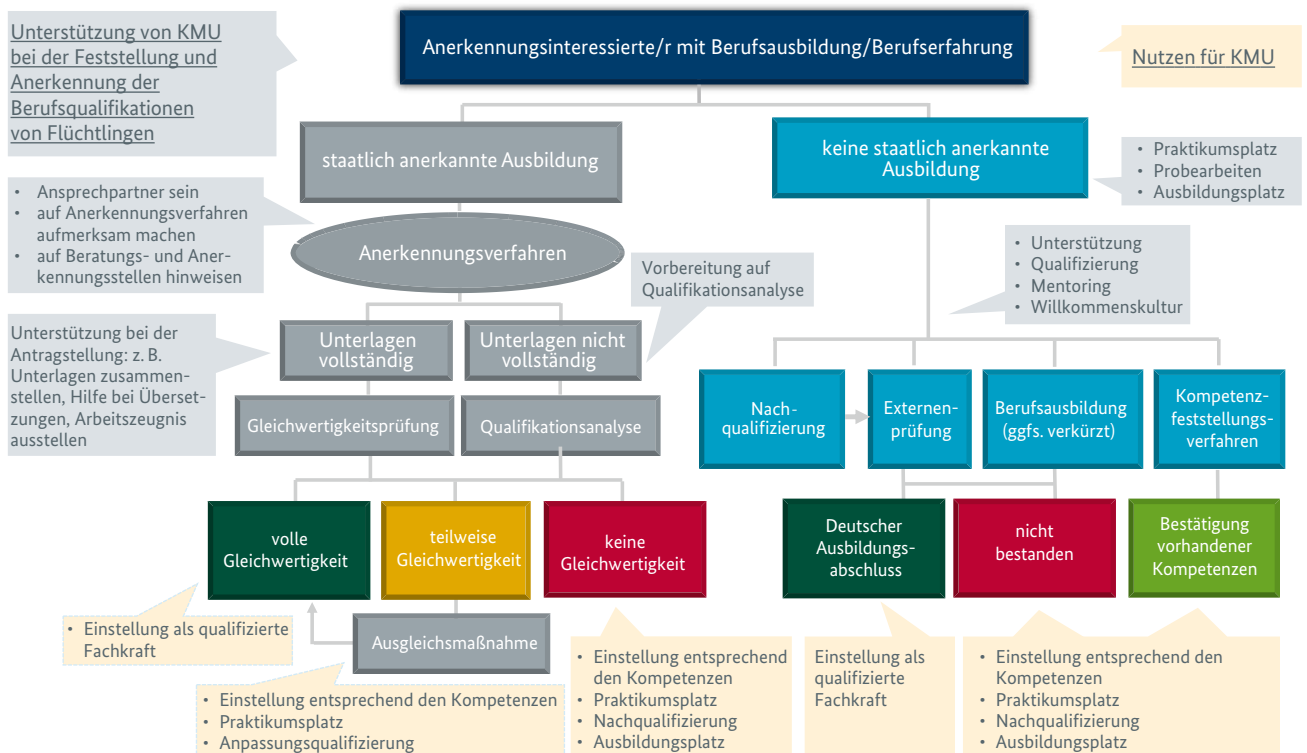 Unterstützung von KMU
bei der Feststellung und
Anerkennung der
Berufsqualifikationen
von Flüchtlingen
Anerkennungsinteressierte/r mit Berufsausbildung/Berufserfahrung
Nutzen für KMU
staatlich anerkannte Ausbildung
keine staatlich anerkannte
Ausbildung
• Praktikumsplatz
• Probearbeiten
• Ausbildungsplatz
• Ansprechpartner sein
• auf Anerkennungsverfahren
aufmerksam machen
• auf Beratungs- und Aner-
kennungsstellen hinweisen
Anerkennungsverfahren
Vorbereitung auf
Qualifikationsanalyse
• Unterstützung
• Qualifizierung
• Mentoring
• Willkommenskultur
Unterstützung bei der
Antragstellung: z. B.
Unterlagen zusammen-
stellen, Hilfe bei Überset-
zungen, Arbeitszeugnis
ausstellen
Unterlagen
vollständig
Unterlagen nicht
vollständig
Gleichwertigkeitsprüfung
Qualifikationsanalyse
Nach-
qualifizierung
Externen-
prüfung
Berufsausbildung
(ggfs. verkürzt)
Kompetenz-
feststellungs-
verfahren
volle
Gleichwertigkeit
teilweise
Gleichwertigkeit
keine
Gleichwertigkeit
Deutscher
Ausbildungs-
abschluss
nicht
bestanden
Bestätigung
vorhandener
Kompetenzen
• Einstellung als qualifizierte
Fachkraft
Ausgleichsmaßnahme
• Einstellung entsprechend den Kompetenzen
• Praktikumsplatz
• Anpassungsqualifizierung
• Einstellung entsprechend
den Kompetenzen
• Praktikumsplatz
• Nachqualifizierung
• Ausbildungsplatz
Einstellung als
qualifizierte
Fachkraft
• Einstellung entsprechend den
Kompetenzen
• Praktikumsplatz
• Nachqualifizierung
• Ausbildungsplatz